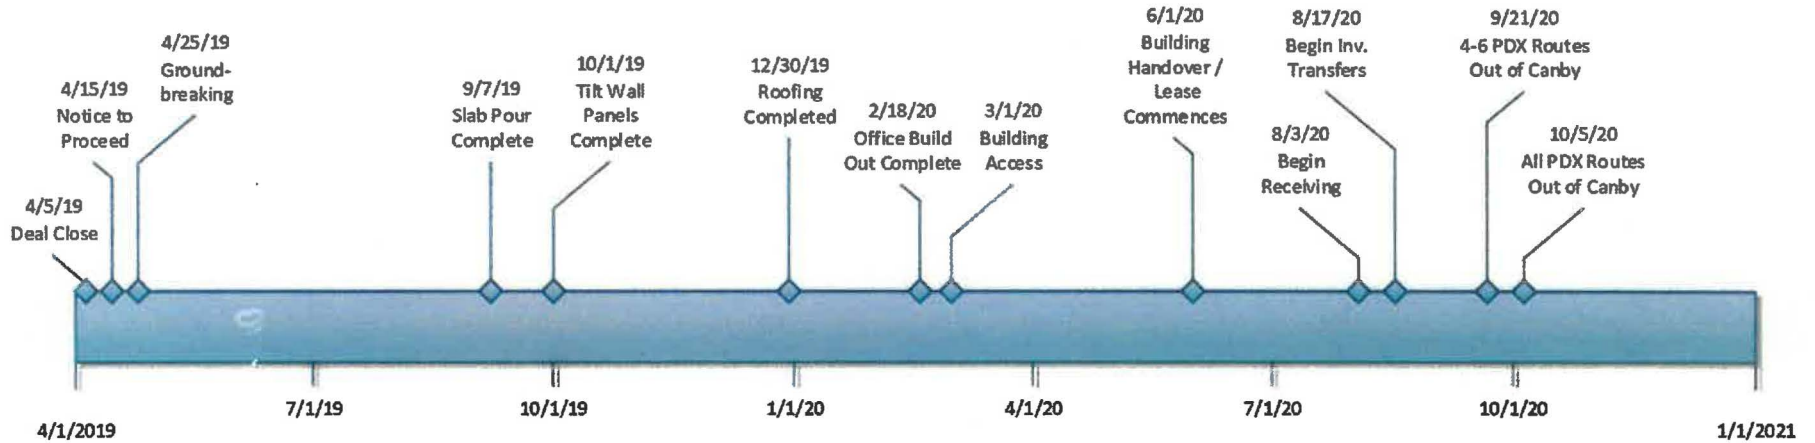 4/5/19
Deal Close
4/15/19
Notice to
Proceed
4/25/19
Ground-
breaking
9/7/19
Slab Pour
Complete
10/1/19
Tilt Wall
Panels
Complete
12/30/19
Roofing
Completed
2/18/20
Office Build
Out Complete
3/1/20
Building
Access
6/1/20
Building
Handover /
Lease
Commences
8/3/20
Begin
Receiving
8/17/20
Begin Inv.
Transfers
9/21/20
4-6 PDX Routes
Out of Canby
10/5/20
All PDX Routes
Out of Canby
4/1/2019
7/1/19
10/1/19
1/1/20
4/1/20
7/1/20
10/1/20
1/1/2021